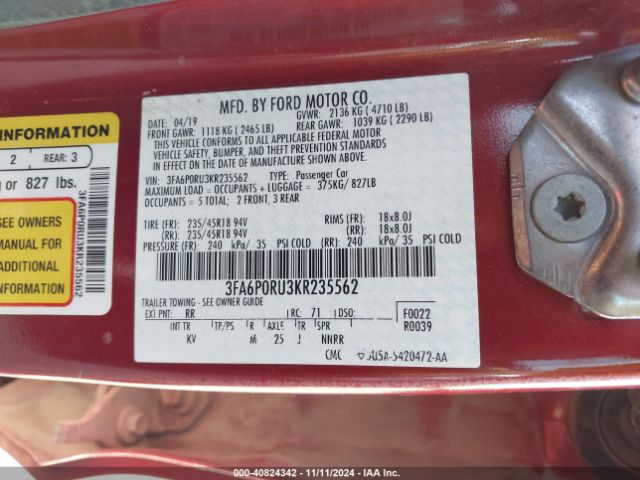 MFD. BY FORD MOTOR CO.
DATE: 04/19 GVWR: 2136 KG ( 4710 LB)
FRONT GAWR: 1118 KG ( 2465 LB) REAR GAWR: 1039 KG ( 2290 LB)
THIS VEHICLE CONFORMS TO ALL APPLICABLE FEDERAL MOTOR
VEHICLE SAFETY, BUMPER, AND THEFT PREVENTION STANDARDS
IN EFFECT ON THE DATE OF MANUFACTURE SHOWN ABOVE.
VIN: 3FA6P0RU3KR235562 TYPE: Passenger Car
MAXIMUM LOAD = OCCUPANTS + LUGGAGE = 375KG/ 827LB
OCCUPANTS = 5 TOTAL; 2 FRONT, 3 REAR
TIRE (FR): 235/45R18 94V RIMS (FR): 18x8.0J
(RR): 235/45R18 94V (RR): 18x8.0J
PRESSURE (FR): 240 kPa/ 35 PSI COLD (RR): 240 kPa/ 35 PSI COLD
3FA6P0RU3KR235562
TRAILER TOWING - SEE OWNER GUIDE
EXT PNT: RR RC: 71 DSO: F0022
R0039
INT TR TP/PS R AXLE TR SPR
KV M 25 J NNRR
CMC 5U5A-5420472-AA
INFORMATION
2 REAR: 3
or 827 lbs.
SEE OWNERS
MANUAL FOR
ADDITIONAL
INFORMATION
3FA6P0RU3KR235562
000-40824342 - 11/11/2024 - IAAI.COM